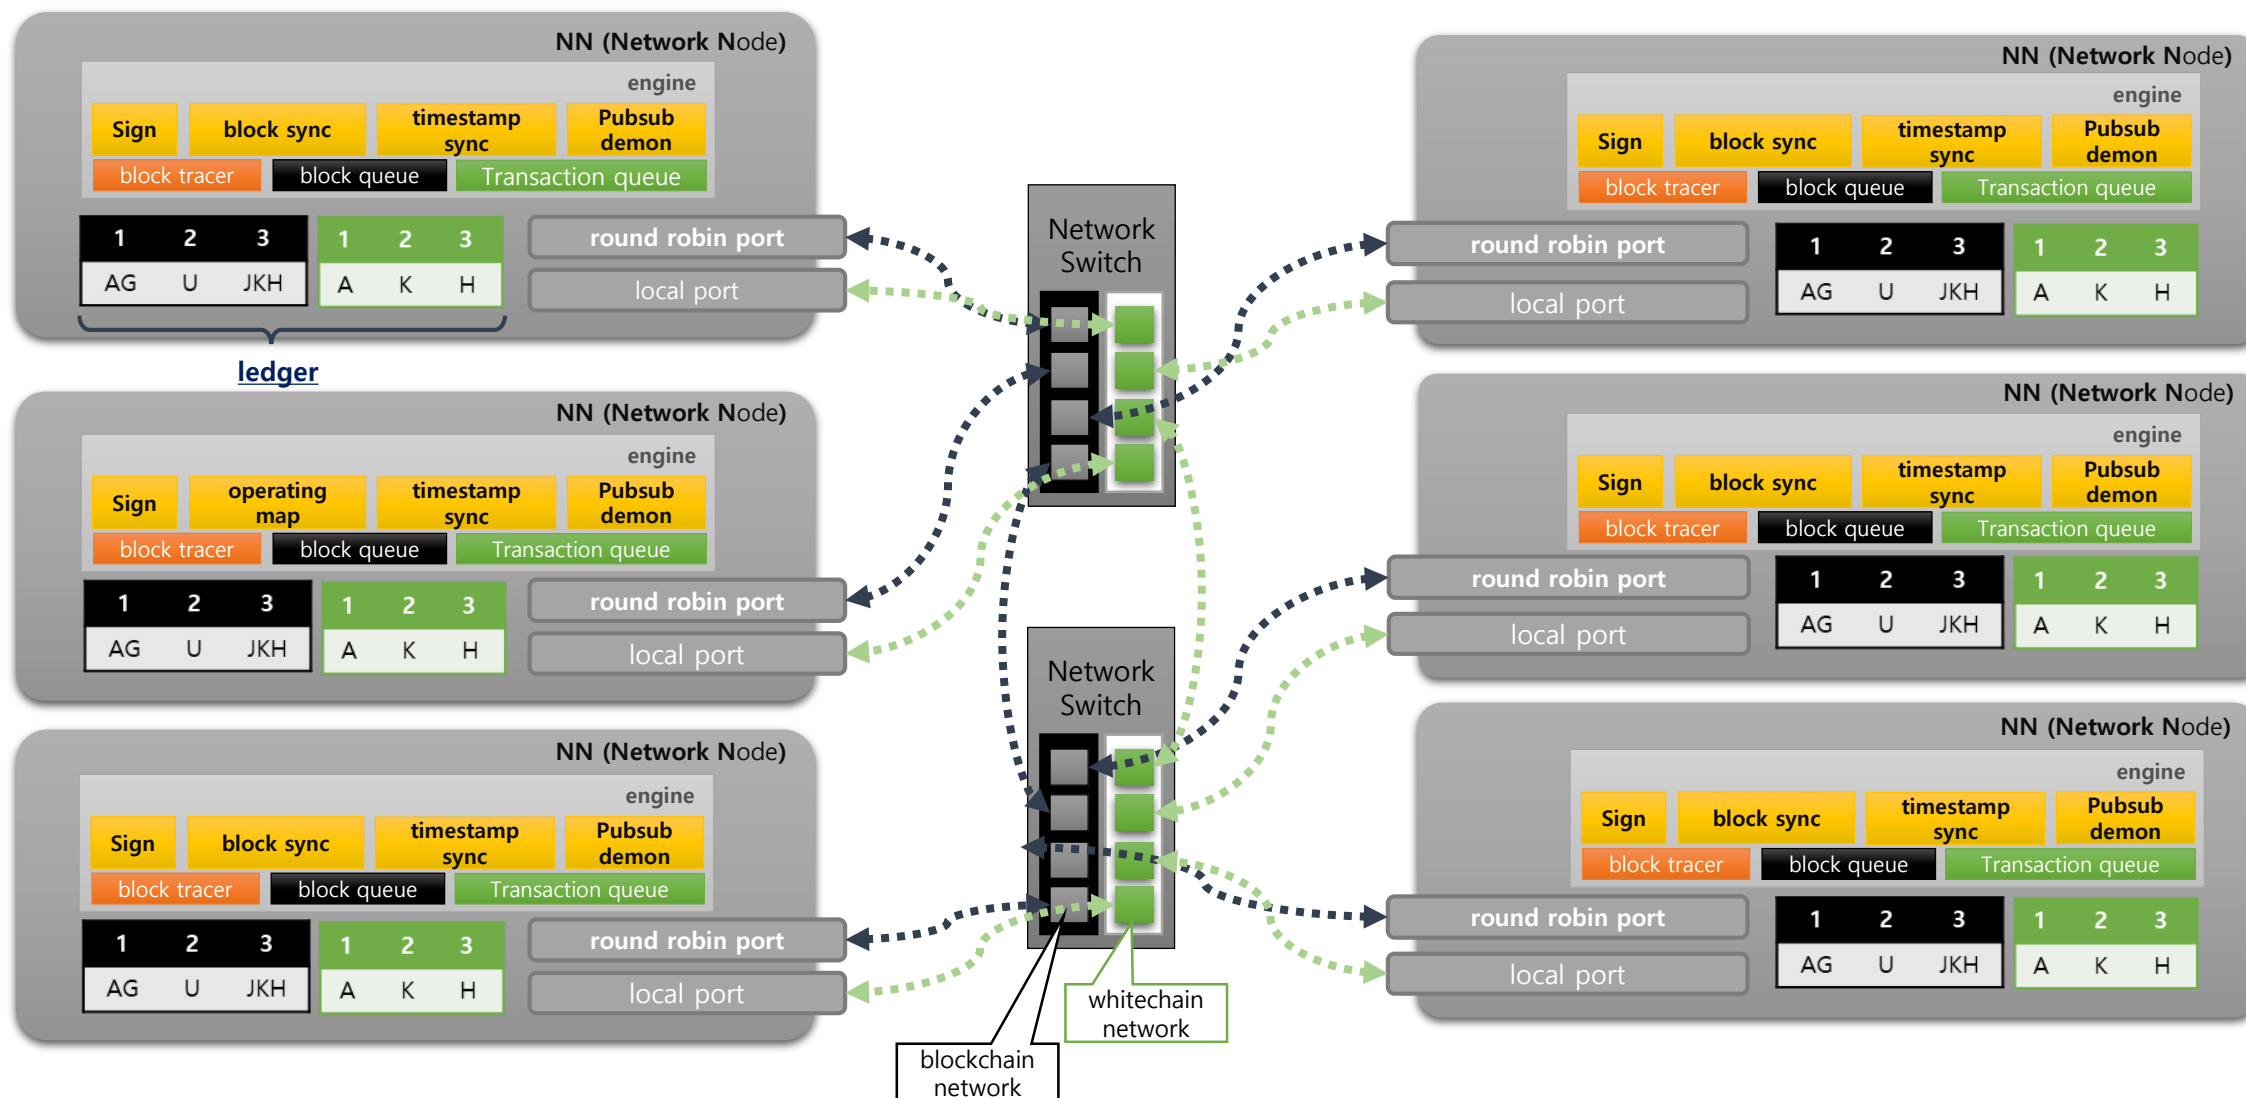 NN (Network Node)
engine
Sign
block sync
timestamp
sync
Pubsub
demon
block tracer
block queue
Transaction queue
1 2 3
AG U JKH
1 2 3
A K H
round robin port
local port
ledger
NN (Network Node)
engine
Sign
operating
map
timestamp
sync
Pubsub
demon
block tracer
block queue
Transaction queue
1 2 3
AG U JKH
1 2 3
A K H
round robin port
local port
NN (Network Node)
engine
Sign
block sync
timestamp
sync
Pubsub
demon
block tracer
block queue
Transaction queue
1 2 3
AG U JKH
1 2 3
A K H
round robin port
local port
Network
Switch
Network
Switch
whitechain
network
blockchain
network
NN (Network Node)
engine
Sign
block sync
timestamp
sync
Pubsub
demon
block tracer
block queue
Transaction queue
round robin port
local port
1 2 3
AG U JKH
1 2 3
A K H
NN (Network Node)
engine
Sign
block sync
timestamp
sync
Pubsub
demon
block tracer
block queue
Transaction queue
round robin port
local port
1 2 3
AG U JKH
1 2 3
A K H
NN (Network Node)
engine
Sign
block sync
timestamp
sync
Pubsub
demon
block tracer
block queue
Transaction queue
round robin port
local port
1 2 3
AG U JKH
1 2 3
A K H